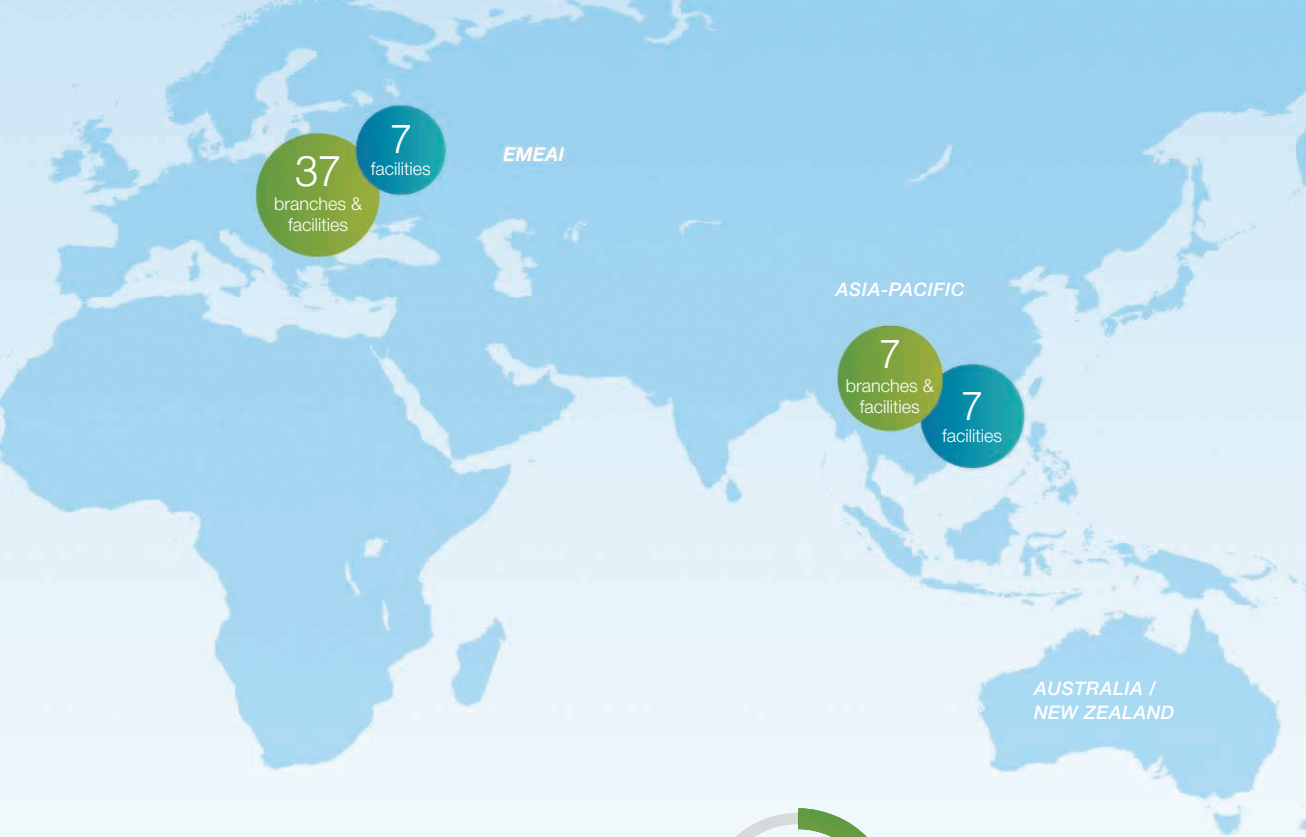 7
facilities
EMEAI
37
branches &
facilities
ASIA-PACIFIC
7
branches &
facilities
7
facilities
AUSTRALIA /
NEW ZEALAND